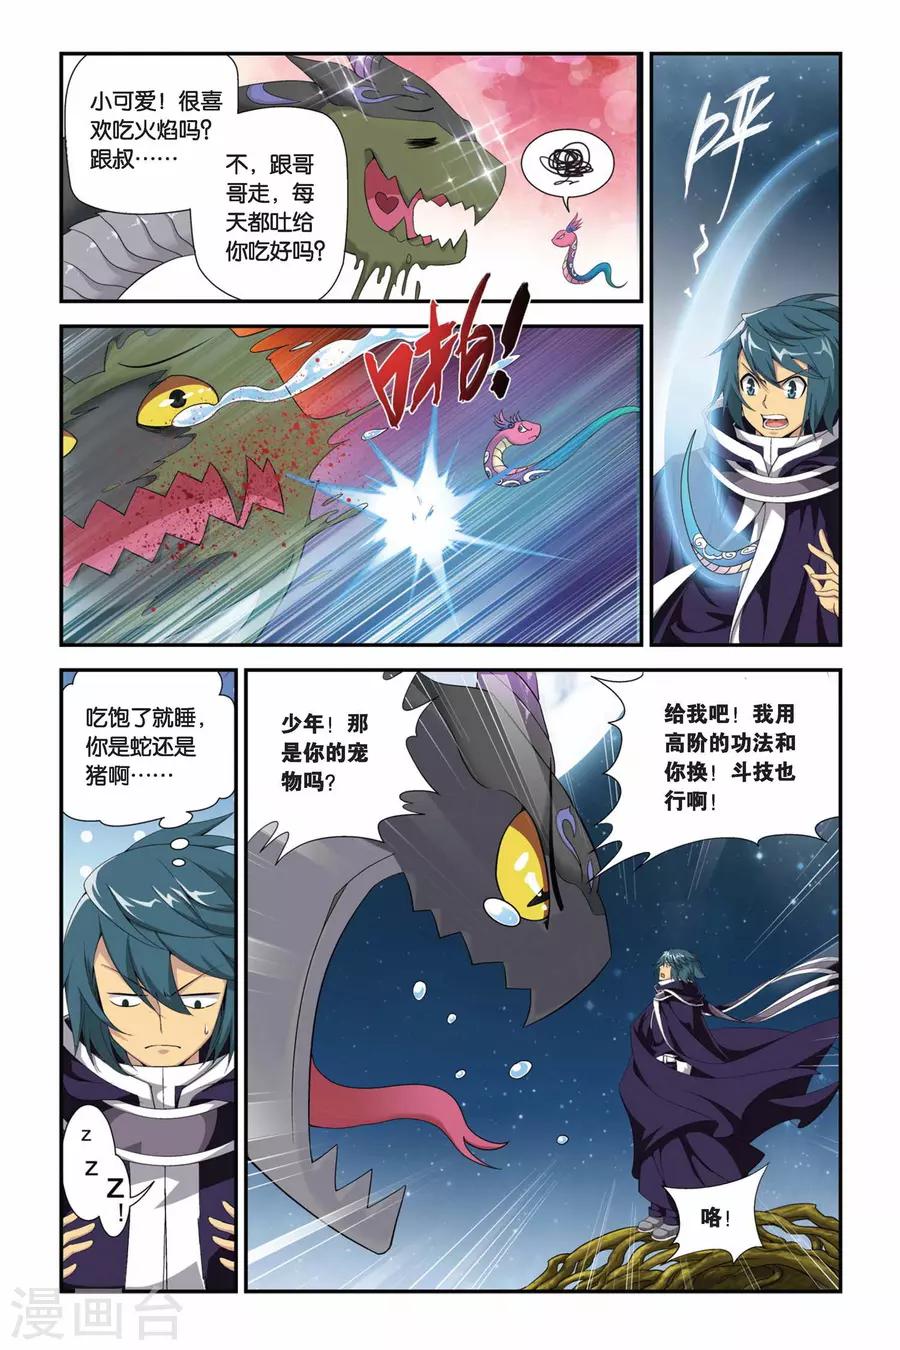 小可爱！很喜
欢吃火焰吗？
跟叔……
不，跟哥
哥走，每
天都吐给
你吃好吗？
呯
啪！
吃饱了就睡，
你是蛇还是
猪啊……
z
z
Z！
少年！那
是你的宠
物吗？
给我吧！我用
高阶的功法和
你换！斗技也
行啊！
咯！
漫画台